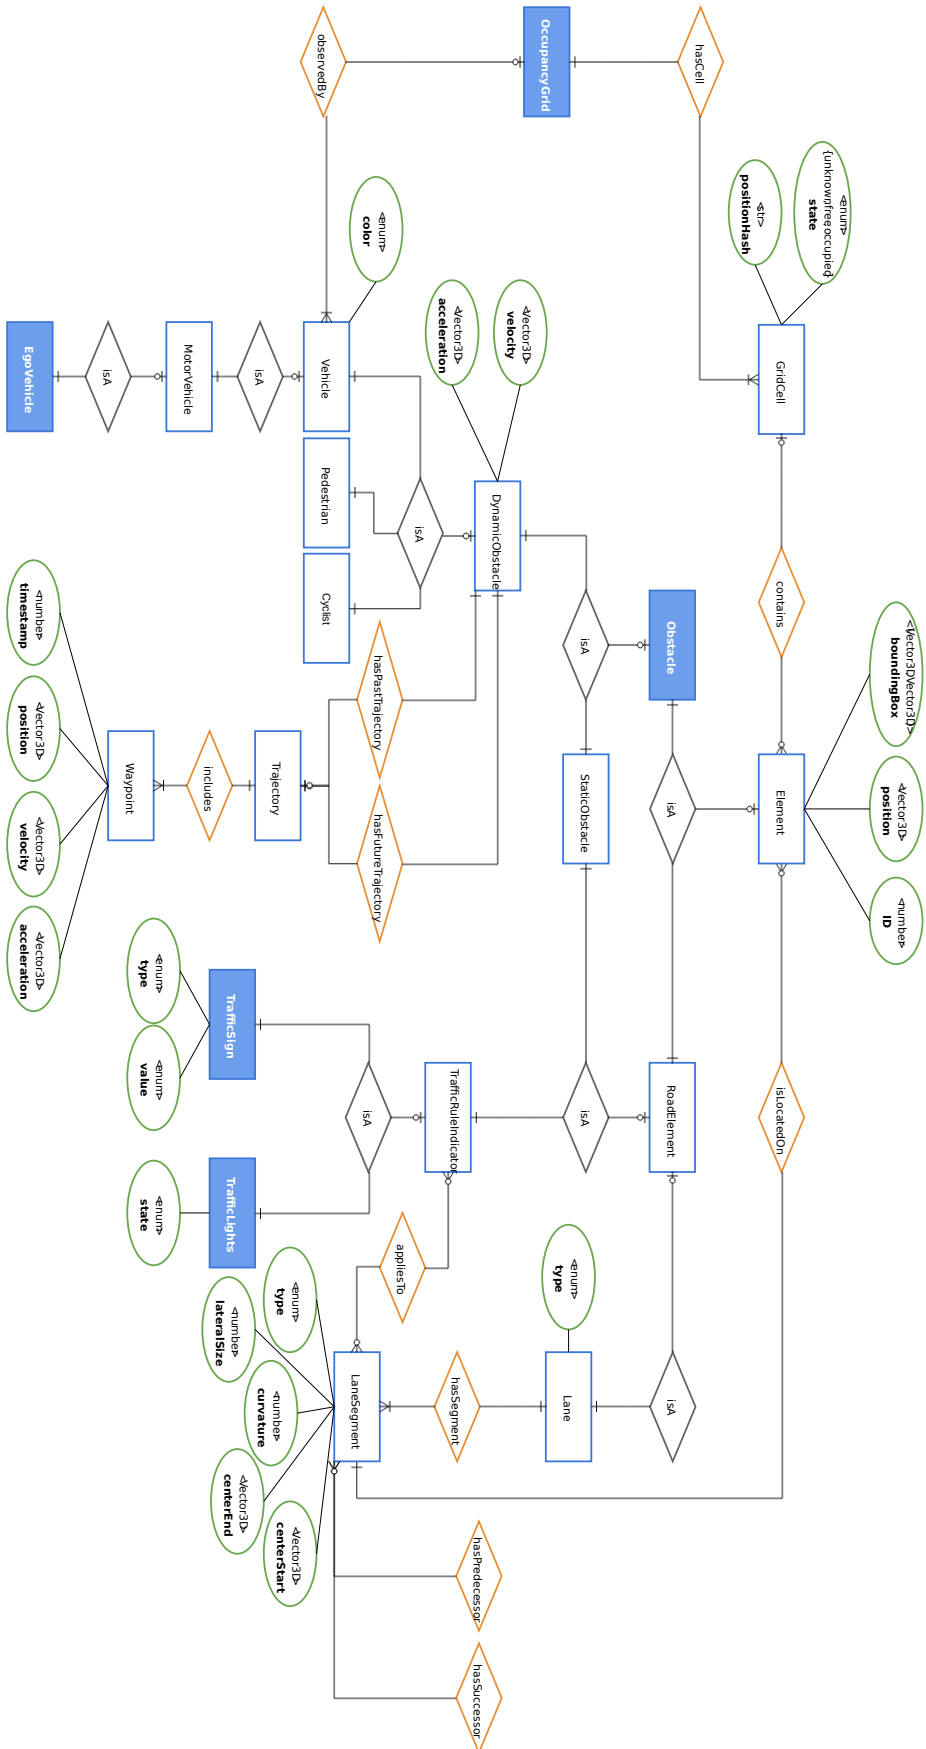 <Vector3D,Vector3D>
boundingBox
<Vector3D>
position
<number>
ID
<enum>
{unknown,free,occupied}
state
<str>
positionHash
GridCell
contains
Element
isLocatedOn
hasCell
Obstacle
isA
RoadElement
isA
isA
StaticObstacle
isA
<enum>
type
Lane
OccupancyGrid
<Vector3D>
velocity
<Vector3D>
acceleration
DynamicObstacle
TrafficRuleIndicator
hasSegment
hasPredecessor
hasSuccessor
isA
appliesTo
<enum>
color
hasPastTrajectory
hasFutureTrajectory
isA
observedBy
Vehicle
Pedestrian
Cyclist
LaneSegment
<enum>
type
<Vector3D>
centerStart
Trajectory
<number>
curvature
isA
includes
TrafficSign
TrafficLights
<number>
lateralSize
<Vector3D>
centerEnd
MotorVehicle
<enum>
type
<enum>
value
<enum>
state
isA
Waypoint
EgoVehicle
<number>
timestamp
<Vector3D>
position
<Vector3D>
velocity
<Vector3D>
acceleration